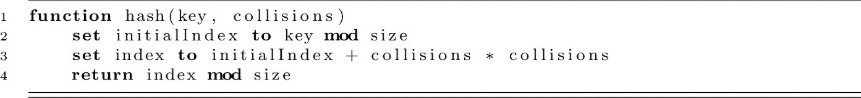 1 function hash(key, collisions)
2 set initialIndex to key mod size
3 set index to initialIndex + collisions * collisions
4 return index mod size